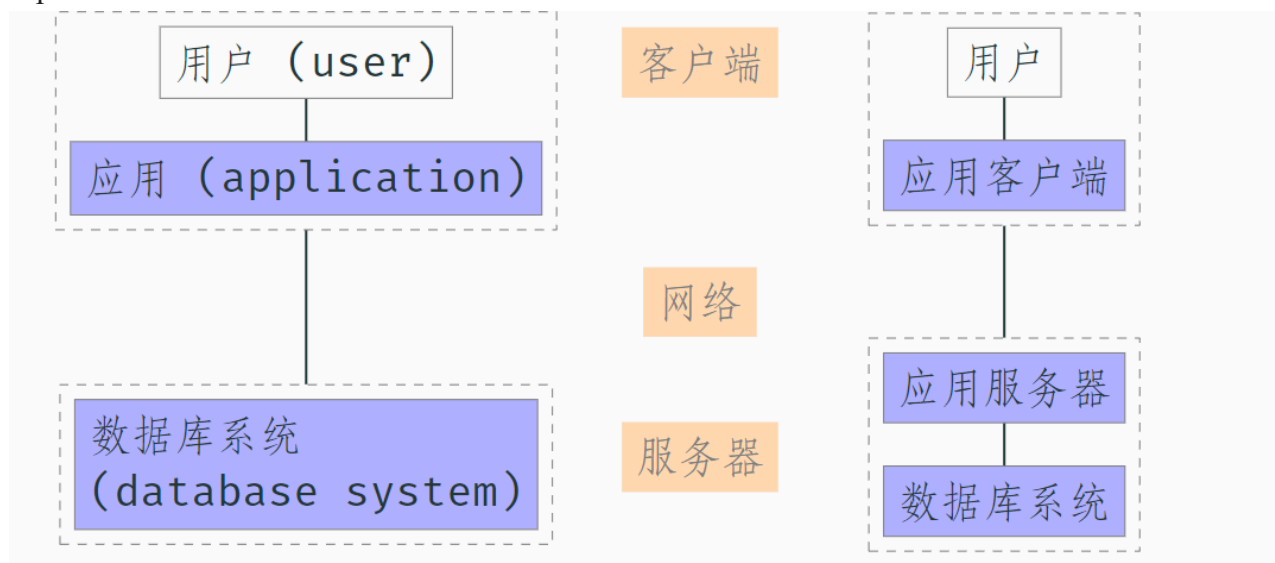 用户 (user)
应用 (application)
数据库系统
(database system)
客户端
网络
服务器
用户
应用客户端
应用服务器
数据库系统